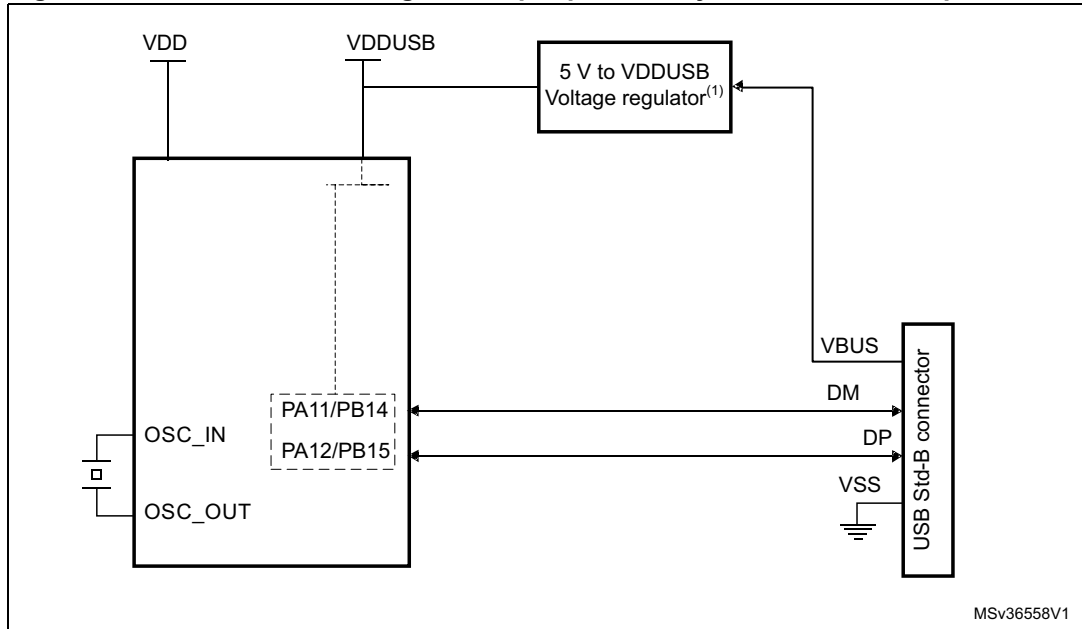 VDD
VDDUSB
5 V to VDDUSB
Voltage regulator(1)
VBUS
DM
PA11/PB14
DP
PA12/PB15
OSC_IN
VSS
OSC_OUT
USB Std-B connector
MSv36558V1